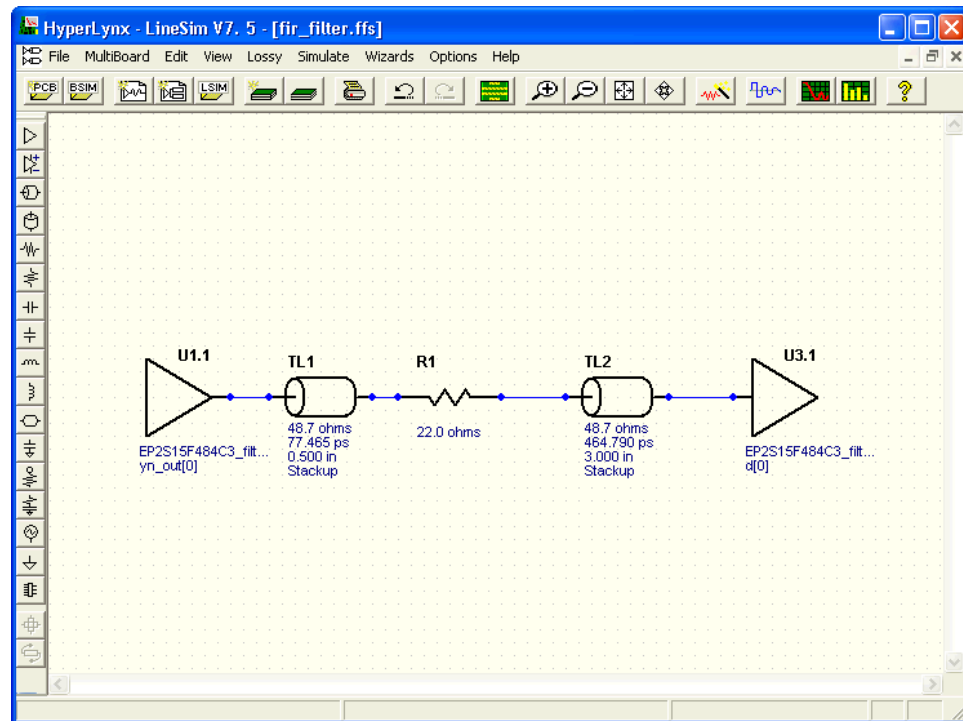 HyperLynx - LineSim V7. 5 - [fir_filter.ffs]
File MultiBoard Edit View Lossy Simulate Wizards Options Help
PCB BSIM LSIM
U1.1
TL1
R1
TL2
U3.1
48.7 ohms
77.465 ps
0.500 in
Stackup
22.0 ohms
48.7 ohms
464.790 ps
3.000 in
Stackup
EP2S15F484C3_filt...
yn_out[0]
EP2S15F484C3_filt...
d[0]